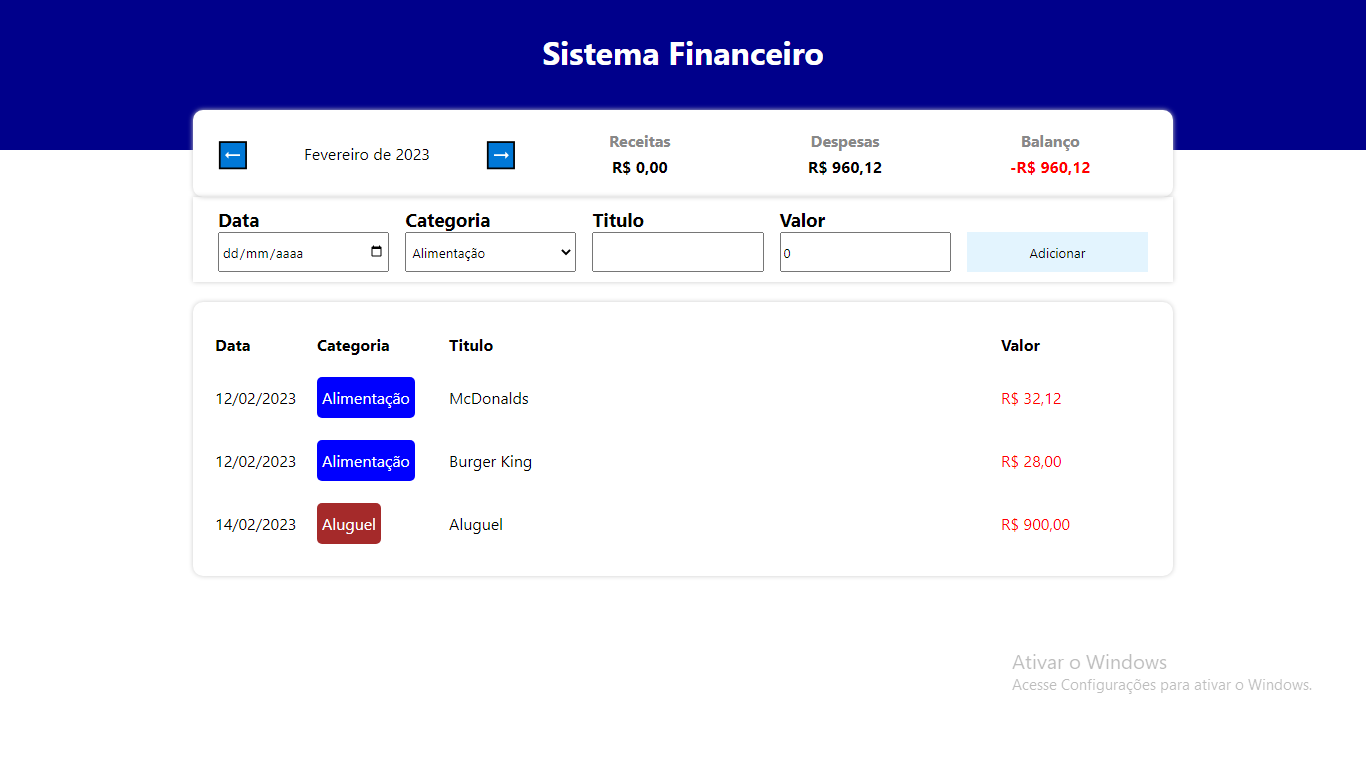 Sistema Financeiro
← Fevereiro de 2023 →
Receitas Despesas Balanço
R$ 0,00 R$ 960,12 -R$ 960,12
Data Categoria Titulo Valor
dd/mm/aaaa Alimentação 0 Adicionar
Data Categoria Titulo Valor
12/02/2023 Alimentação McDonalds R$ 32,12
12/02/2023 Alimentação Burger King R$ 28,00
14/02/2023 Aluguel Aluguel R$ 900,00
Ativar o Windows
Acesse Configurações para ativar o Windows.